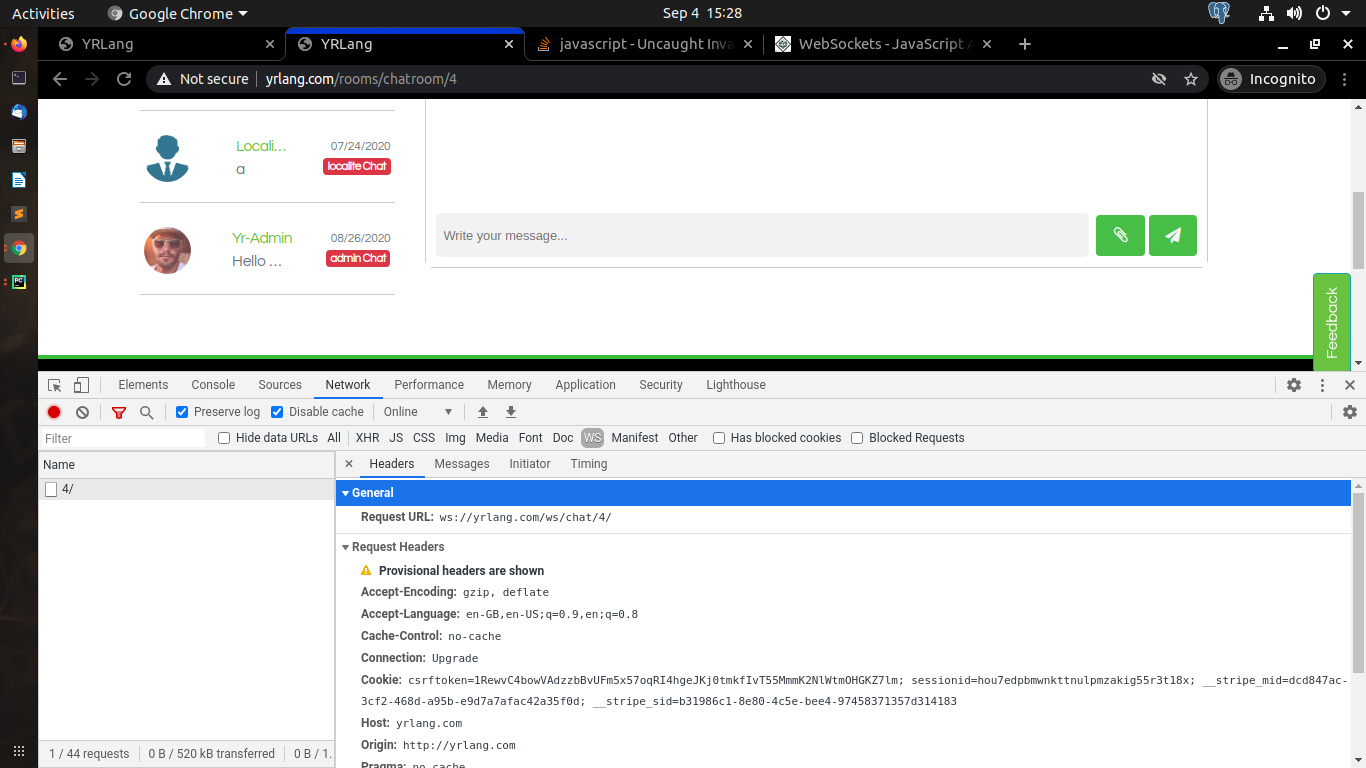 Activities Google Chrome Sep 4 15:28
YRLang YRLang javascript - Uncaught Inva WebSockets - JavaScript A
Not secure yrlang.com/rooms/chatroom/4 Incognito
Locali... 07/24/2020
a localite Chat
Yr-Admin 08/26/2020
Hello ... admin Chat
Write your message...
Feedback
Elements Console Sources Network Performance Memory Application Security Lighthouse
Preserve log Disable cache Online
Filter Hide data URLs All XHR JS CSS Img Media Font Doc WS Manifest Other Has blocked cookies Blocked Requests
Name Headers Messages Initiator Timing
4/
General
Request URL: ws://yrlang.com/ws/chat/4/
Request Headers
Provisional headers are shown
Accept-Encoding: gzip, deflate
Accept-Language: en-GB,en-US;q=0.9,en;q=0.8
Cache-Control: no-cache
Connection: Upgrade
Cookie: csrftoken=1RewvC4bowVAdzzbBvUFm5x57oqRI4hgeJKj0tmkfIvT55MmmK2NlWtmOHGKZ7lm; sessionid=hou7edpbmwnkttnulpmzakig55r3t18x; __stripe_mid=dcd847ac-
3cf2-468d-a95b-e9d7a7afac42a35f0d; __stripe_sid=b31986c1-8e80-4c5e-bee4-97458371357d314183
Host: yrlang.com
Origin: http://yrlang.com
Pragma: no-cache
1 / 44 requests 0 B / 520 kB transferred 0 B / 1.